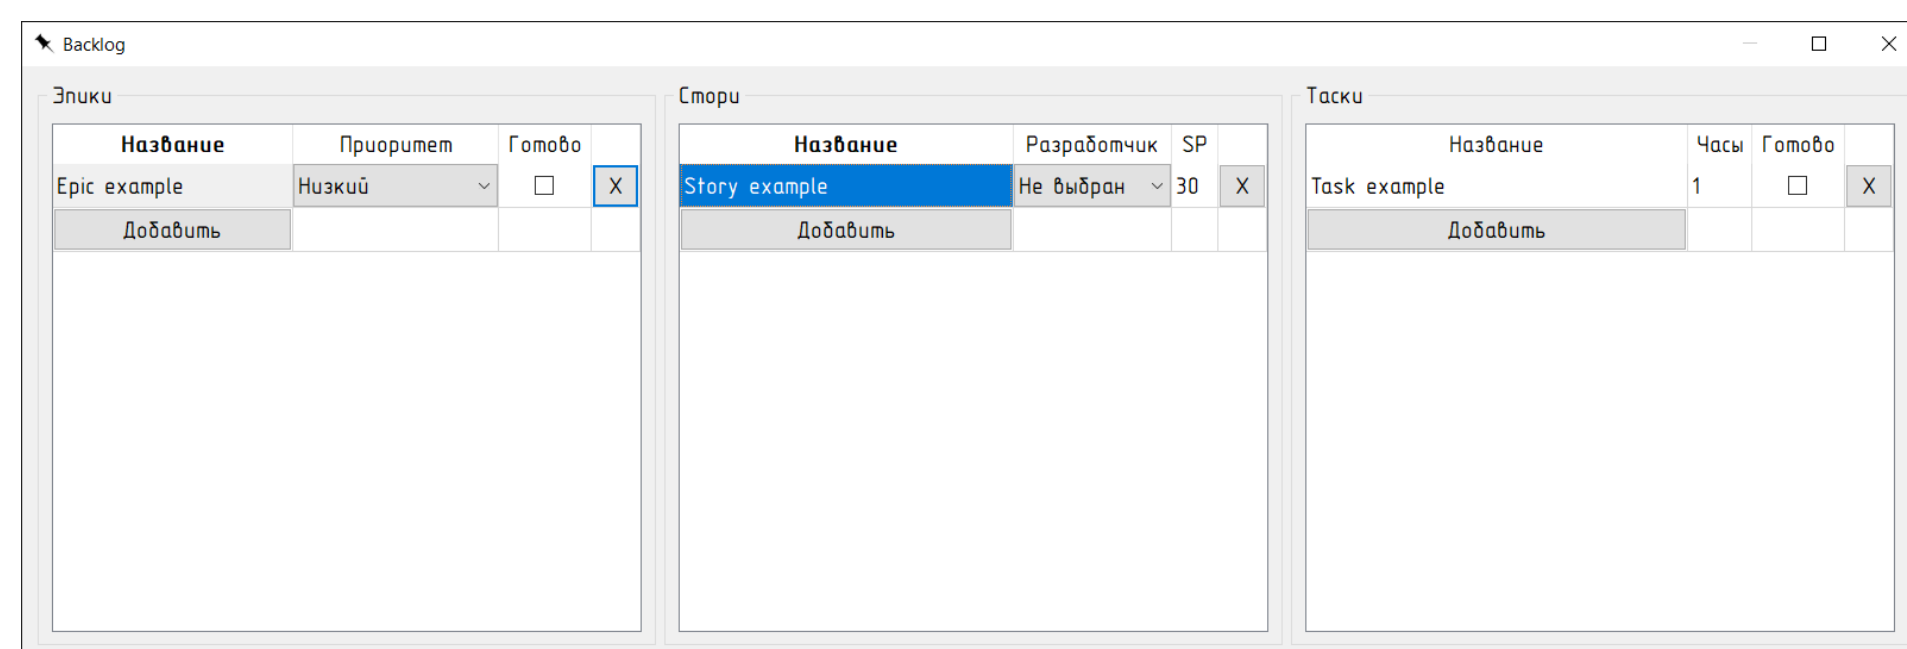 Backlog
Эпики
Название Приоритет Готово
Epic example Низкий X
Добавить
Стори
Название Разработчик SP
Story example Не выбран 30 X
Добавить
Таски
Название Часы Готово
Task example 1 X
Добавить